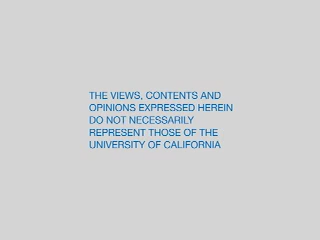 THE VIEWS, CONTENTS AND
OPINIONS EXPRESSED HEREIN
DO NOT NECESSARILY
REPRESENT THOSE OF THE
UNIVERSITY OF CALIFORNIA